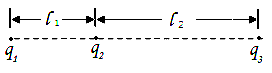 ℓ₁ ℓ₂
q₁ q₂ q₃